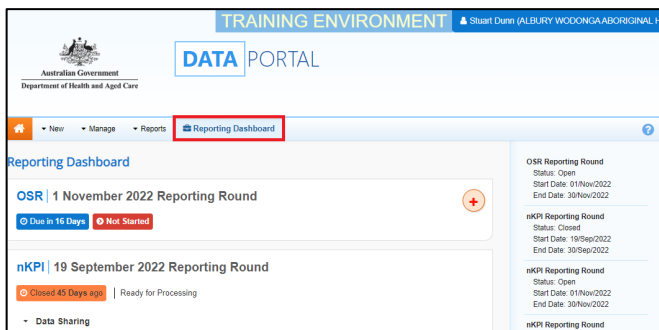 TRAINING ENVIRONMENT
Stuart Dunn (ALBURY WODONGA ABORIGINAL H
Australian Government
Department of Health and Aged Care
DATA PORTAL
New Manage Reports Reporting Dashboard
Reporting Dashboard
OSR | 1 November 2022 Reporting Round
Due in 16 Days Not Started
nKPI | 19 September 2022 Reporting Round
Closed 45 Days ago | Ready for Processing
Data Sharing
OSR Reporting Round
Status: Open
Start Date: 01/Nov/2022
End Date: 30/Nov/2022
nKPI Reporting Round
Status: Closed
Start Date: 19/Sep/2022
End Date: 30/Sep/2022
nKPI Reporting Round
Status: Open
Start Date: 01/Nov/2022
End Date: 30/Nov/2022
nKPI Reporting Round